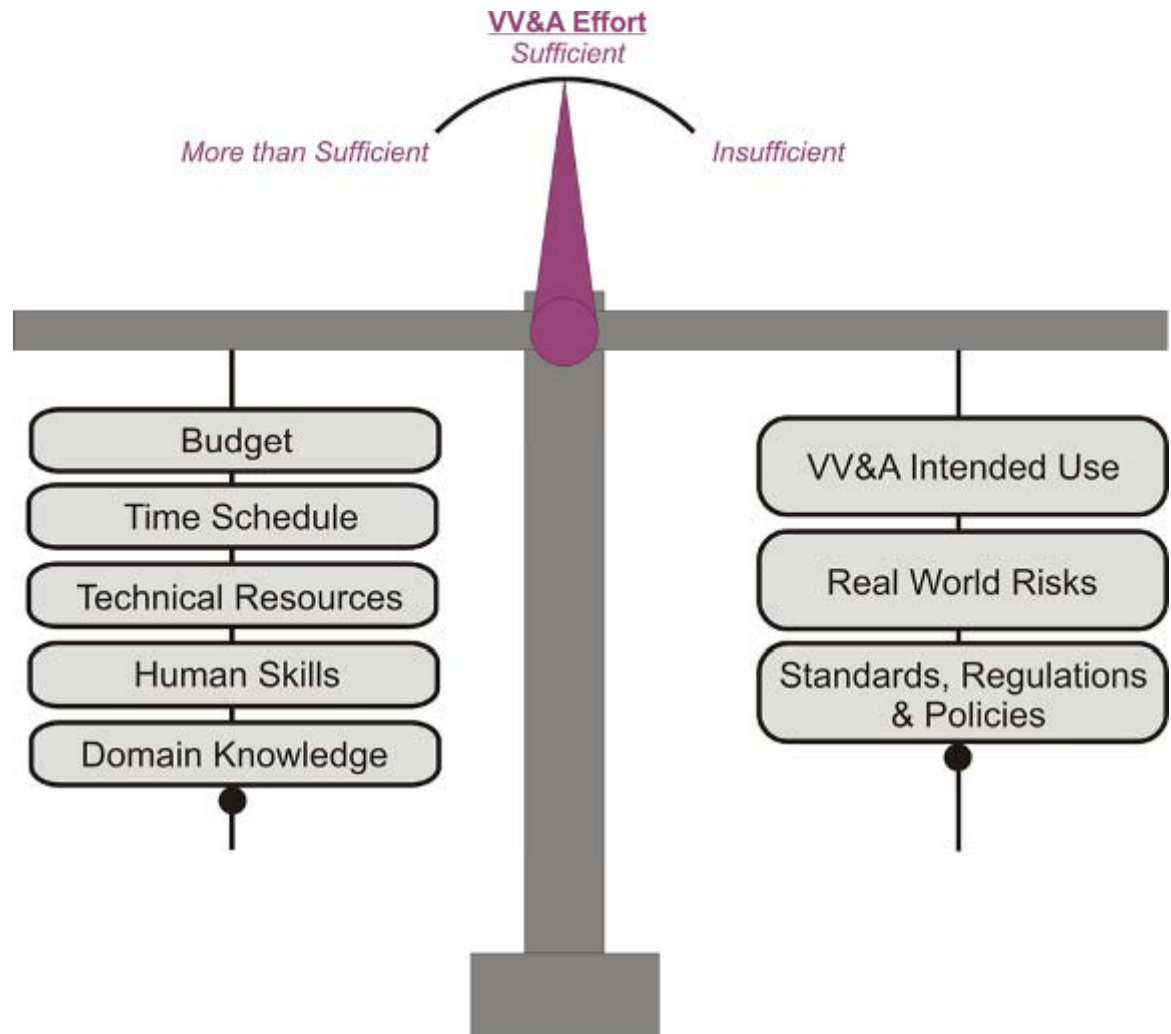 VV&A Effort
Sufficient
More than Sufficient
Insufficient
Budget
Time Schedule
Technical Resources
Human Skills
Domain Knowledge
VV&A Intended Use
Real World Risks
Standards, Regulations
& Policies